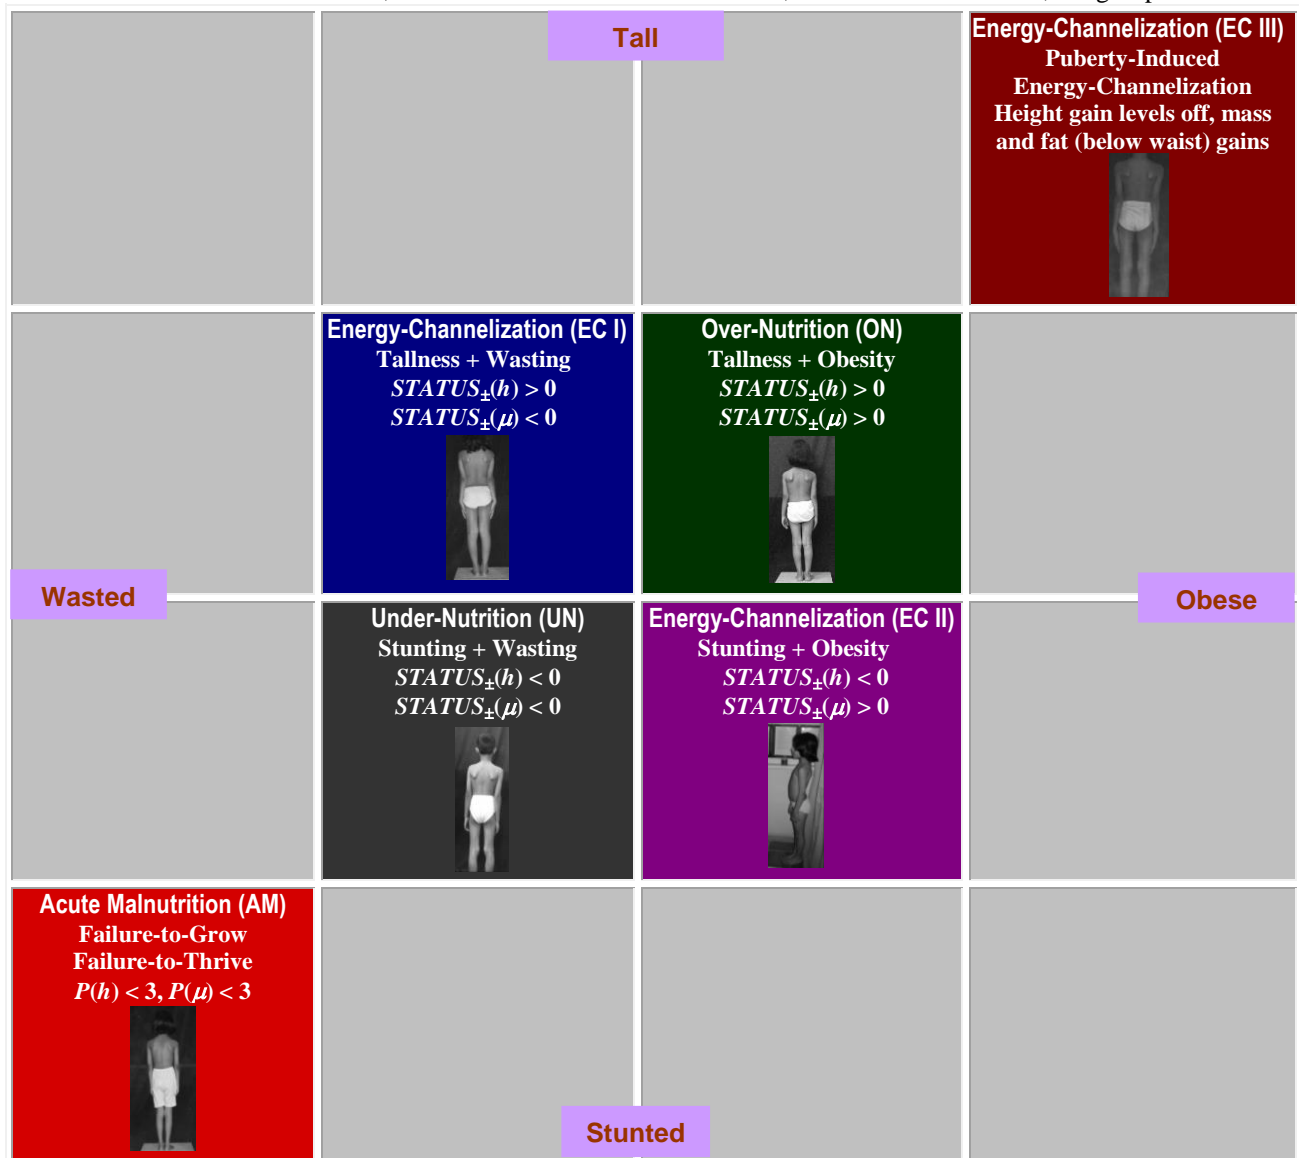 Tall
Energy-Channelization (EC III)
Puberty-Induced
Energy-Channelization
Height gain levels off, mass
and fat (below waist) gains
Energy-Channelization (EC I)
Tallness + Wasting
STATUS±(h) > 0
STATUS±(μ) < 0
Over-Nutrition (ON)
Tallness + Obesity
STATUS±(h) > 0
STATUS±(μ) > 0
Wasted
Obese
Under-Nutrition (UN)
Stunting + Wasting
STATUS±(h) < 0
STATUS±(μ) < 0
Energy-Channelization (EC II)
Stunting + Obesity
STATUS±(h) < 0
STATUS±(μ) > 0
Acute Malnutrition (AM)
Failure-to-Grow
Failure-to-Thrive
P(h) < 3, P(μ) < 3
Stunted